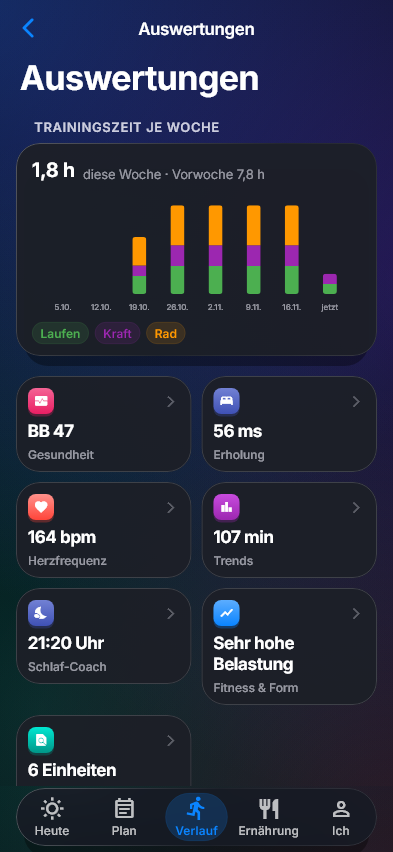 Auswertungen
Auswertungen
TRAININGSZEIT JE WOCHE
1,8 h diese Woche · Vorwoche 7,8 h
5.10. 12.10. 19.10. 26.10. 2.11. 9.11. 16.11. jetzt
Laufen Kraft Rad
BB 47
Gesundheit
56 ms
Erholung
164 bpm
Herzfrequenz
107 min
Trends
21:20 Uhr
Schlaf-Coach
Sehr hohe
Belastung
Fitness & Form
6 Einheiten
Heute Plan Verlauf Ernährung Ich